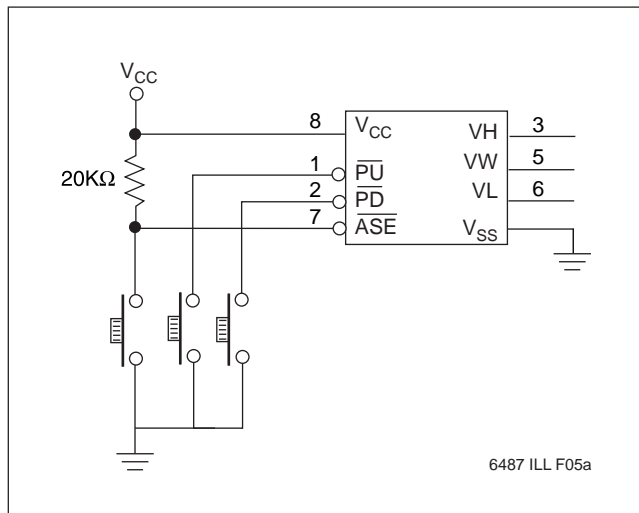 VCC
8 VCC VH 3
1 PU VW 5
20KΩ
2 PD VL 6
7 ASE VSS
6487 ILL F05a